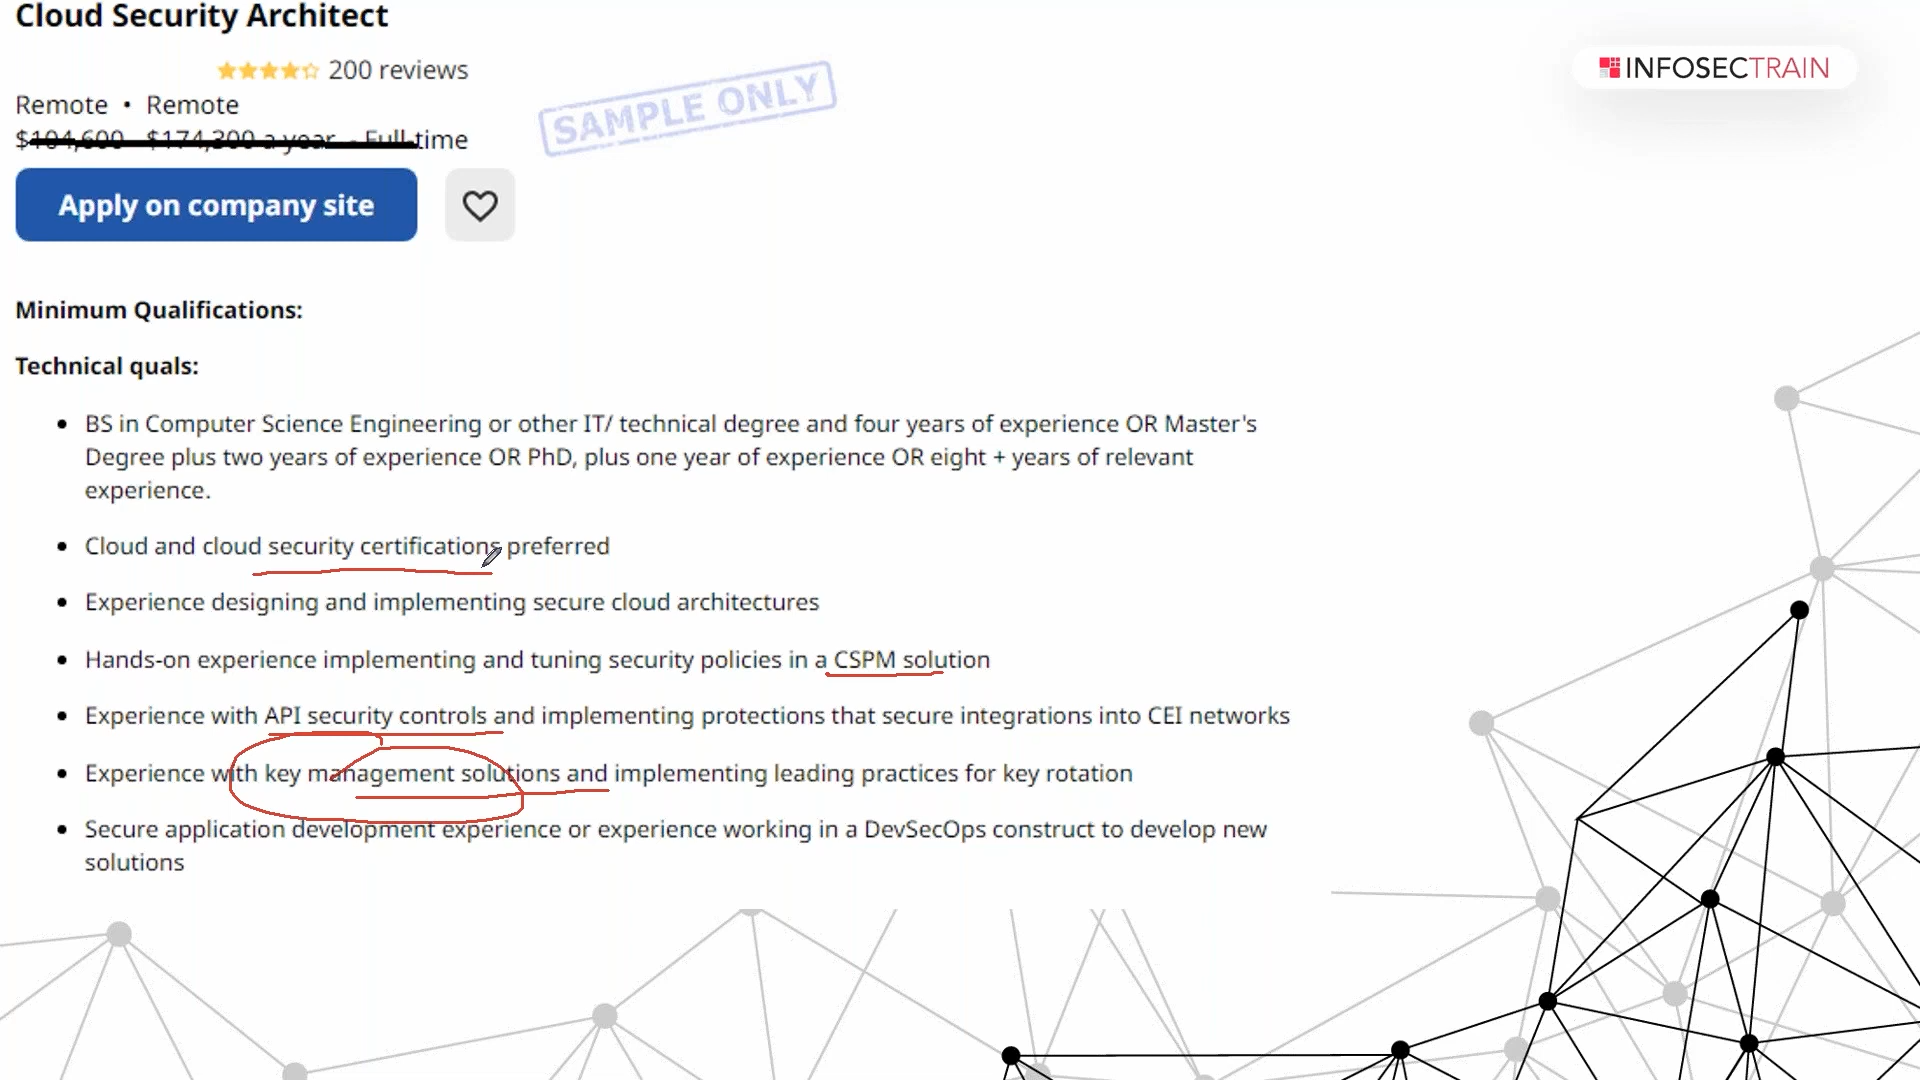 Cloud Security Architect
INFOSECTRAIN
200 reviews
SAMPLE ONLY
Remote • Remote
$104,600 - $174,300 a year - Full-time
Apply on company site
Minimum Qualifications:
Technical quals:
• BS in Computer Science Engineering or other IT/ technical degree and four years of experience OR Master's
Degree plus two years of experience OR PhD, plus one year of experience OR eight + years of relevant
experience.
• Cloud and cloud security certifications preferred
• Experience designing and implementing secure cloud architectures
• Hands-on experience implementing and tuning security policies in a CSPM solution
• Experience with API security controls and implementing protections that secure integrations into CEI networks
• Experience with key management solutions and implementing leading practices for key rotation
• Secure application development experience or experience working in a DevSecOps construct to develop new
solutions